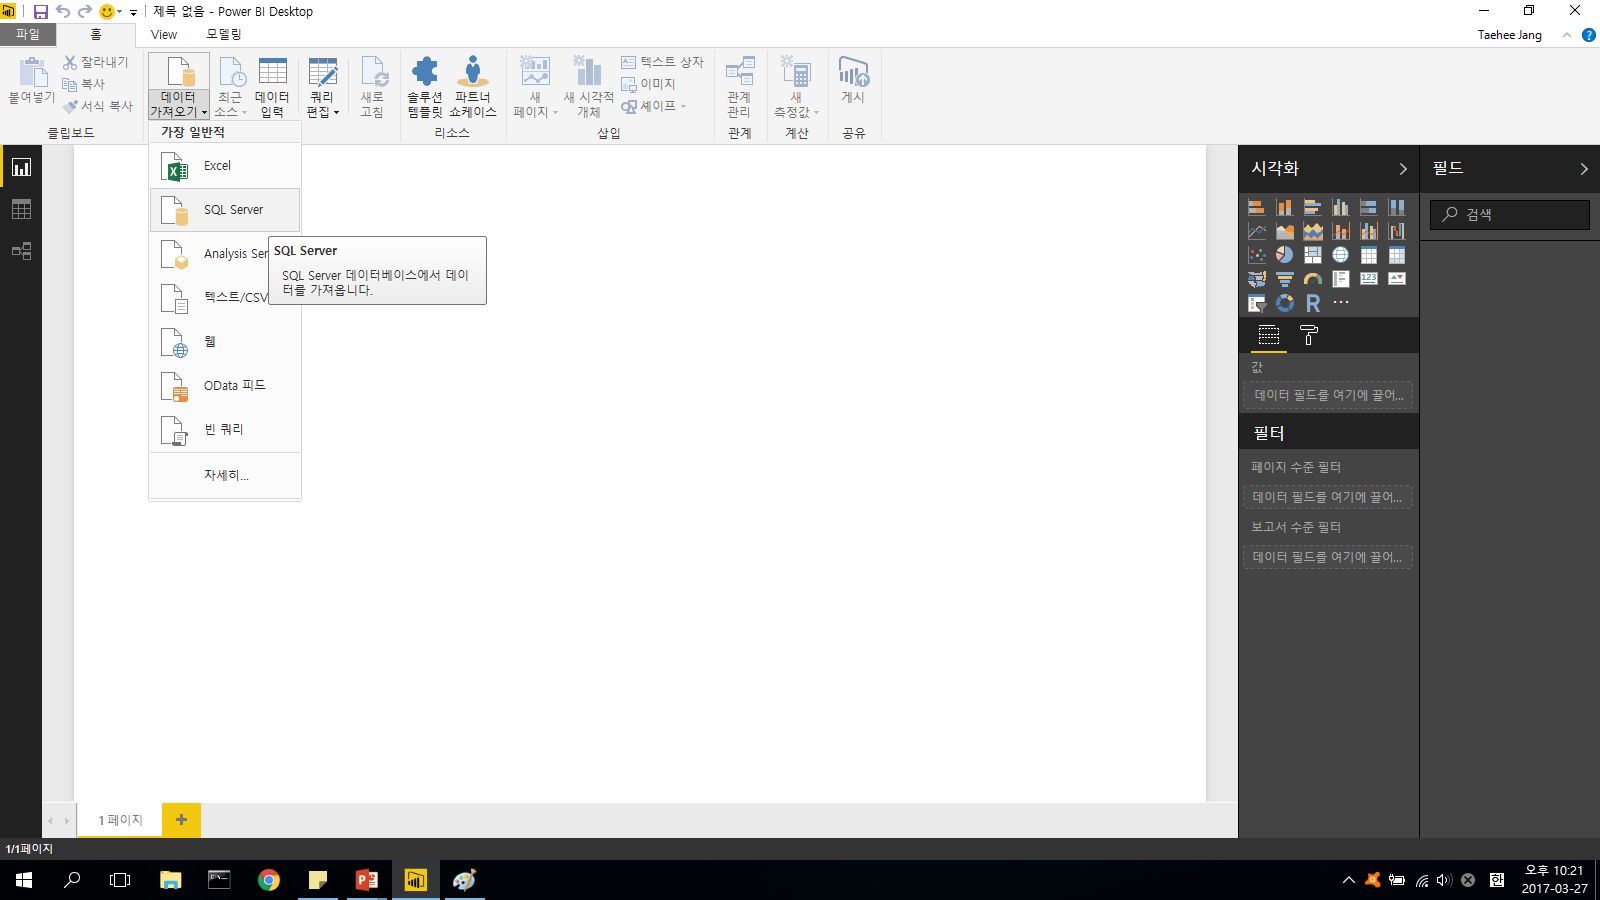 제목 없음 - Power BI Desktop
파일
홈
View
모델링
Taehee Jang
붙여넣기
잘라내기
복사
서식 복사
클립보드
데이터
가져오기
최근
소스
데이터
입력
쿼리
편집
새로
고침
솔루션
템플릿
파트너
쇼케이스
리소스
새
페이지
새 시각적
개체
텍스트 상자
이미지
셰이프
삽입
관계
관리
관계
새
측정값
계산
게시
공유
가장 일반적
Excel
SQL Server
Analysis Ser
텍스트/CSV
웹
OData 피드
빈 쿼리
자세히...
SQL Server
SQL Server 데이터베이스에서 데이
터를 가져옵니다.
시각화
필드
검색
123
R
값
데이터 필드를 여기에 끌어...
필터
페이지 수준 필터
데이터 필드를 여기에 끌어...
보고서 수준 필터
데이터 필드를 여기에 끌어...
1 페이지
1/1페이지
한
오후 10:21
2017-03-27